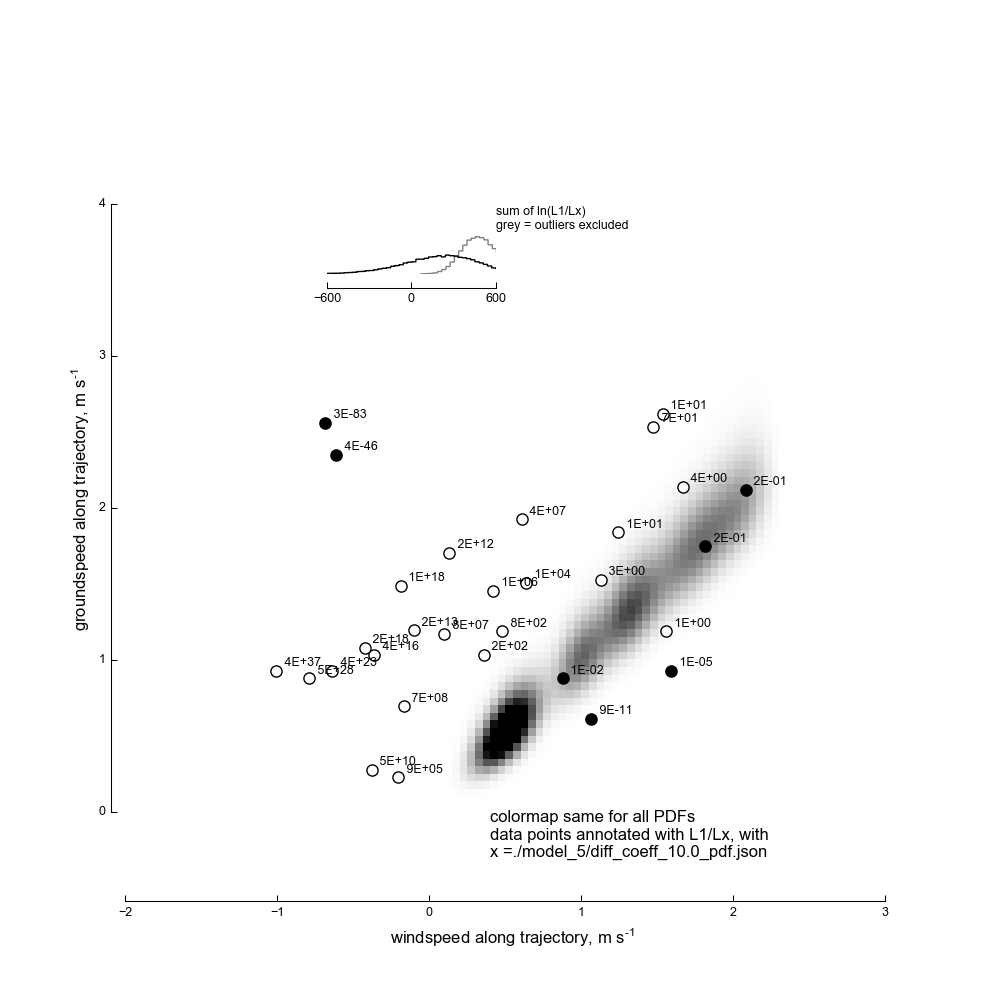 4
sum of ln(L1/Lx)
grey = outliers excluded
−600
0
600
3
3E-83
4E-46
1E+01
7E+01
4E+00
2E-01
2
4E+07
1E+01
2E-01
2E+12
1E+18
1E+06
1E+04
3E+00
2E+13
8E+07
8E+02
1E+00
2E+18
4E+16
2E+02
1
4E+37
5E+28
4E+23
1E-02
1E-05
7E+08
9E-11
5E+10
9E+05
0
groundspeed along trajectory, m s-1
colormap same for all PDFs
data points annotated with L1/Lx, with
x =./model_5/diff_coeff_10.0_pdf.json
−2
−1
0
1
2
3
windspeed along trajectory, m s-1